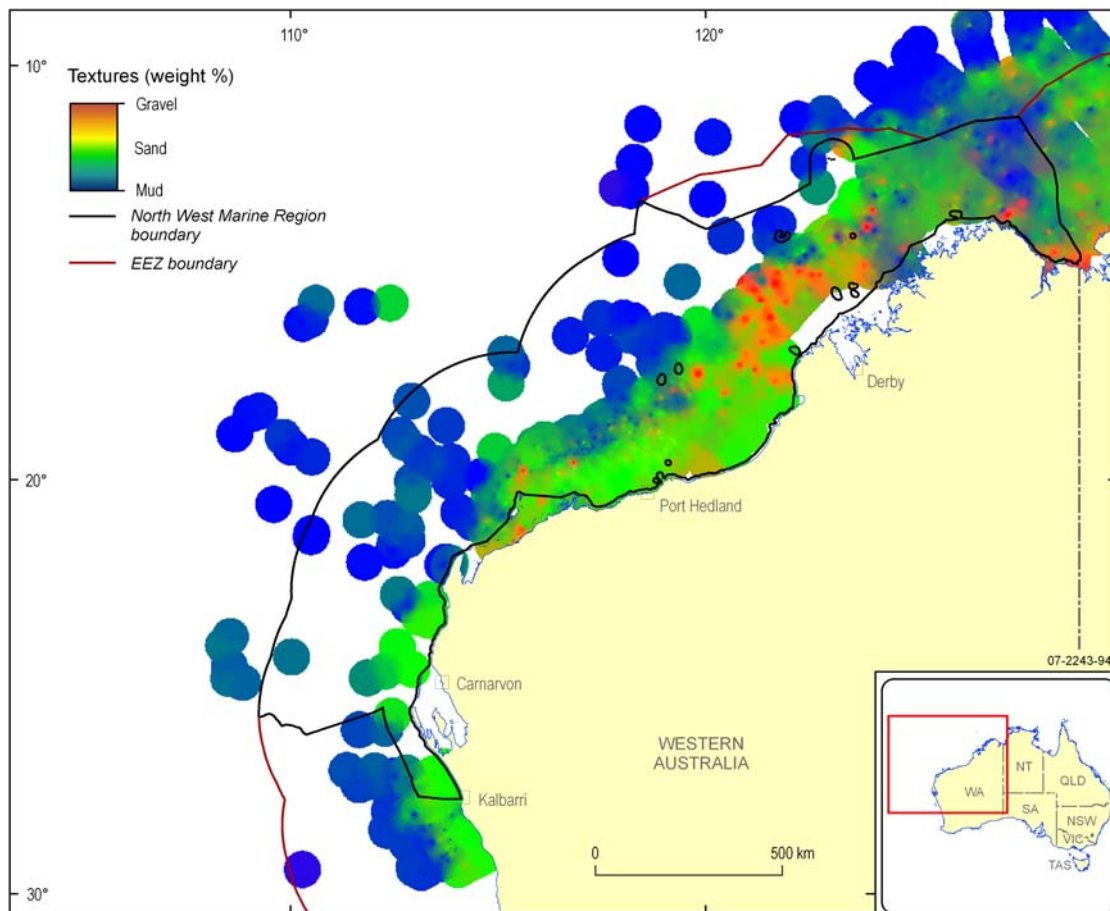 110°
120°
10°
Textures (weight %)
Gravel
Sand
Mud
North West Marine Region
boundary
EEZ boundary
Derby
20°
Port Hedland
07-2243-94
Carnarvon
WESTERN
AUSTRALIA
Kalbarri
0
500 km
30°
WA
NT
QLD
SA
NSW
VIC
TAS